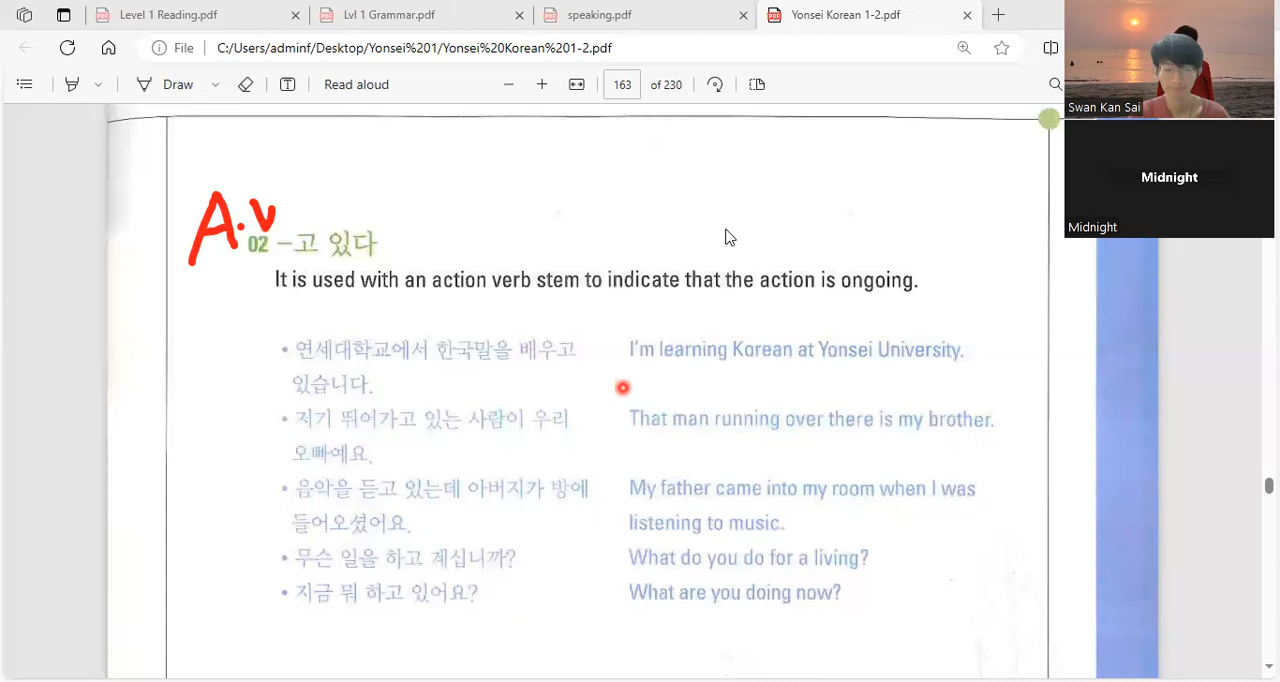 Level 1 Reading.pdf
Lvl 1 Grammar.pdf
speaking.pdf
Yonsei Korean 1-2.pdf
File
C:/Users/adminf/Desktop/Yonsei%201/Yonsei%20Korean%201-2.pdf
Draw
Read aloud
163
of 230
Swan Kan Sai
Midnight
Midnight
A.v
02 -고 있다
It is used with an action verb stem to indicate that the action is ongoing.
• 연세대학교에서 한국말을 배우고 I'm learning Korean at Yonsei University.
있습니다.
• 저기 뛰어가고 있는 사람이 우리 That man running over there is my brother.
오빠예요.
• 음악을 듣고 있는데 아버지가 방에 My father came into my room when I was
들어오셨어요. listening to music.
• 무슨 일을 하고 계십니까? What do you do for a living?
• 지금 뭐 하고 있어요? What are you doing now?